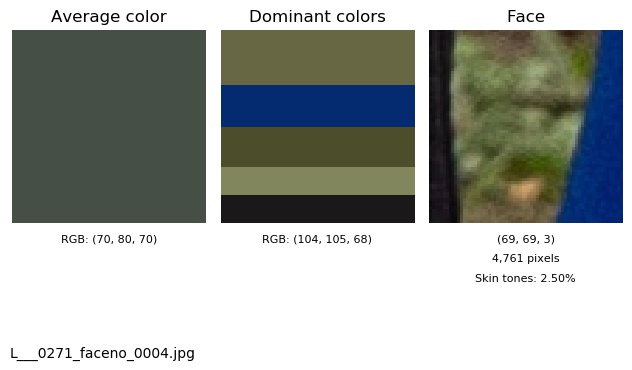 Average color
Dominant colors
Face
RGB: (70, 80, 70)
RGB: (104, 105, 68)
(69, 69, 3)
4,761 pixels
Skin tones: 2.50%
L___0271_faceno_0004.jpg